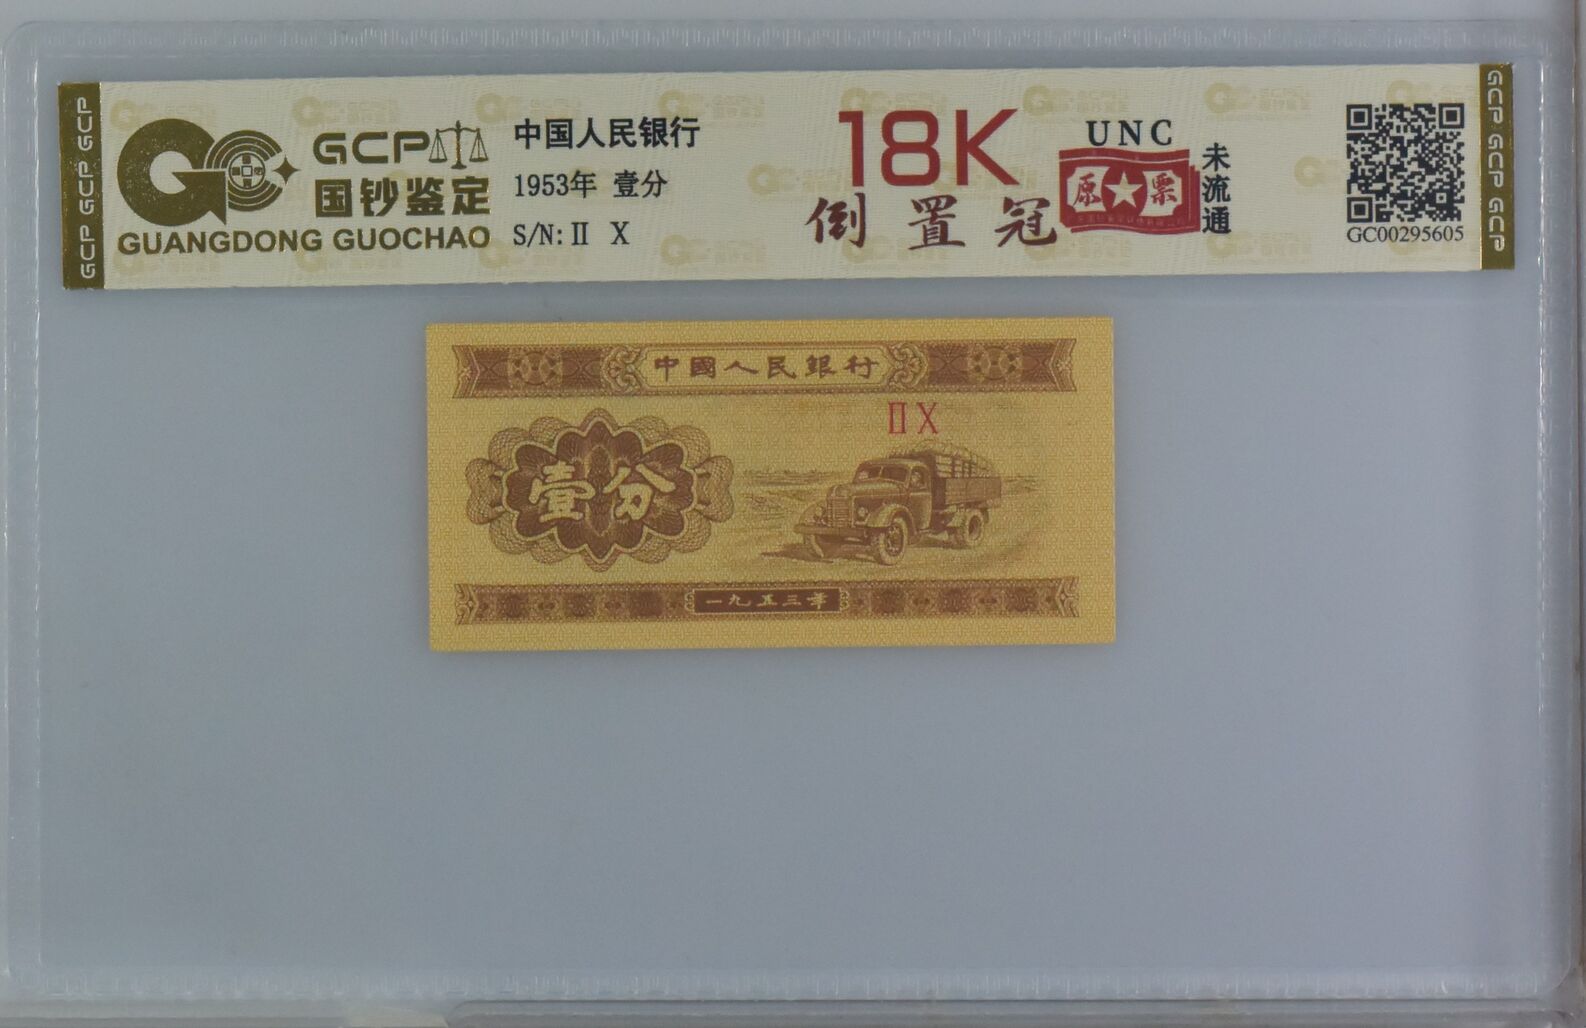 GCP GCP GCP
GCP
国钞鉴定
GUANGDONG GUOCHAO
中国人民银行
1953年 壹分
S/N: II X
18K
倒置冠
UNC
原★票
未流通
GC00295605
GCP GCP GCP
中國人民銀行
II X
壹分
一九五三年